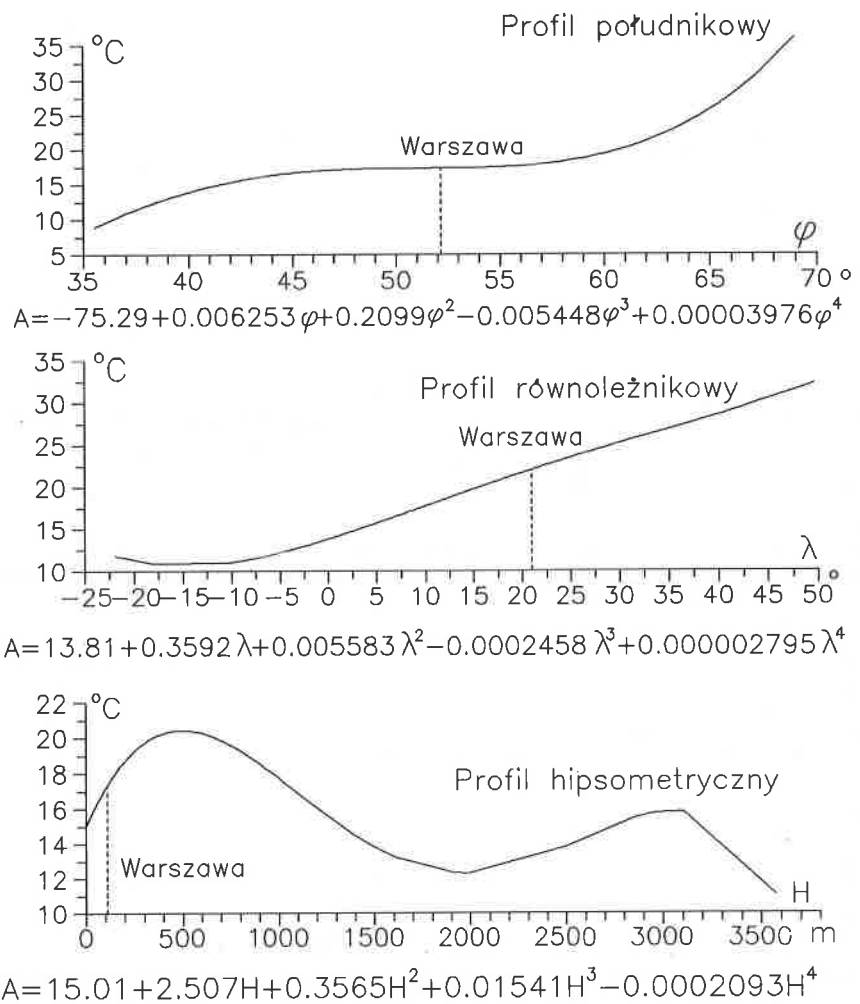 Profil południkowy
°C
35
30
25
20
15
10
5
Warszawa
φ
35 40 45 50 55 60 65 70 °
A=−75.29+0.006253φ+0.2099φ²−0.005448φ³+0.00003976φ⁴
°C
35
30
25
20
15
10
Profil równoleżnikowy
Warszawa
λ
−25 −20 −15 −10 −5 0 5 10 15 20 25 30 35 40 45 50 °
A=13.81+0.3592λ+0.005583λ²−0.0002458λ³+0.000002795λ⁴
°C
22
20
18
16
14
12
10
Profil hipsometryczny
Warszawa
H
0 500 1000 1500 2000 2500 3000 3500 m
A=15.01+2.507H+0.3565H²+0.01541H³−0.0002093H⁴